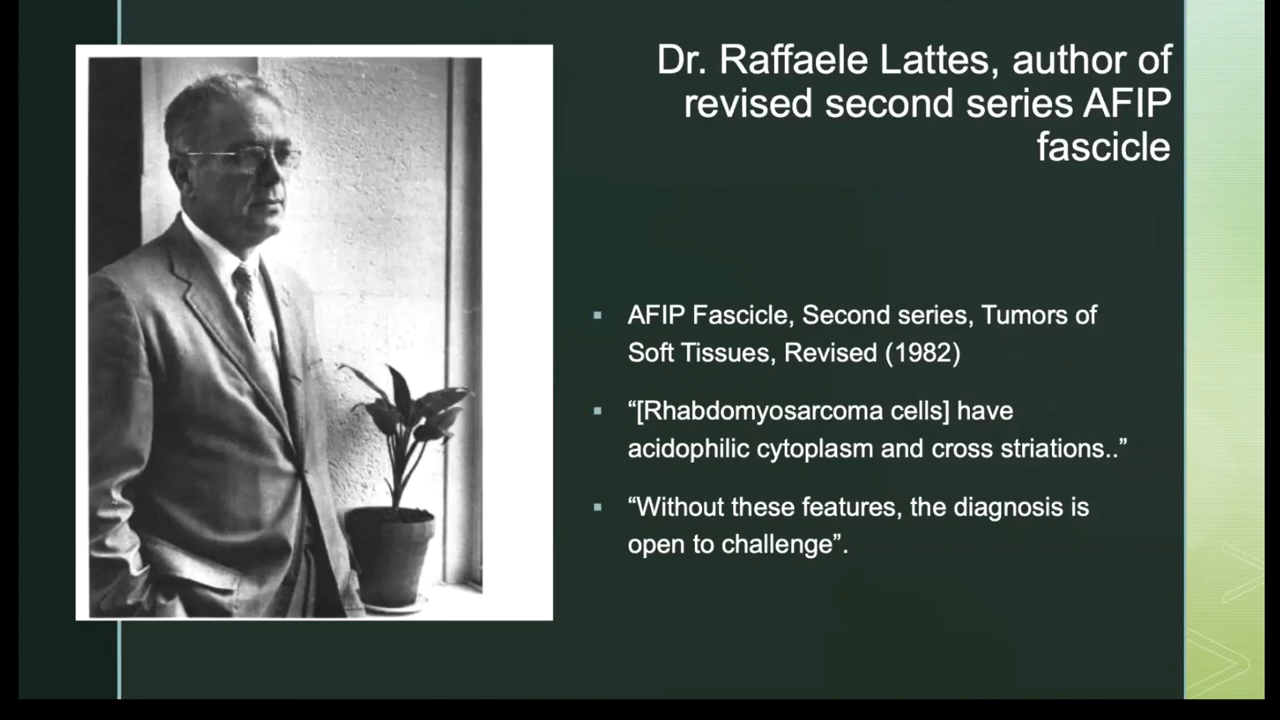 Dr. Raffaele Lattes, author of
revised second series AFIP
fascicle
▪ AFIP Fascicle, Second series, Tumors of
Soft Tissues, Revised (1982)
▪ “[Rhabdomyosarcoma cells] have
acidophilic cytoplasm and cross striations..”
▪ “Without these features, the diagnosis is
open to challenge”.